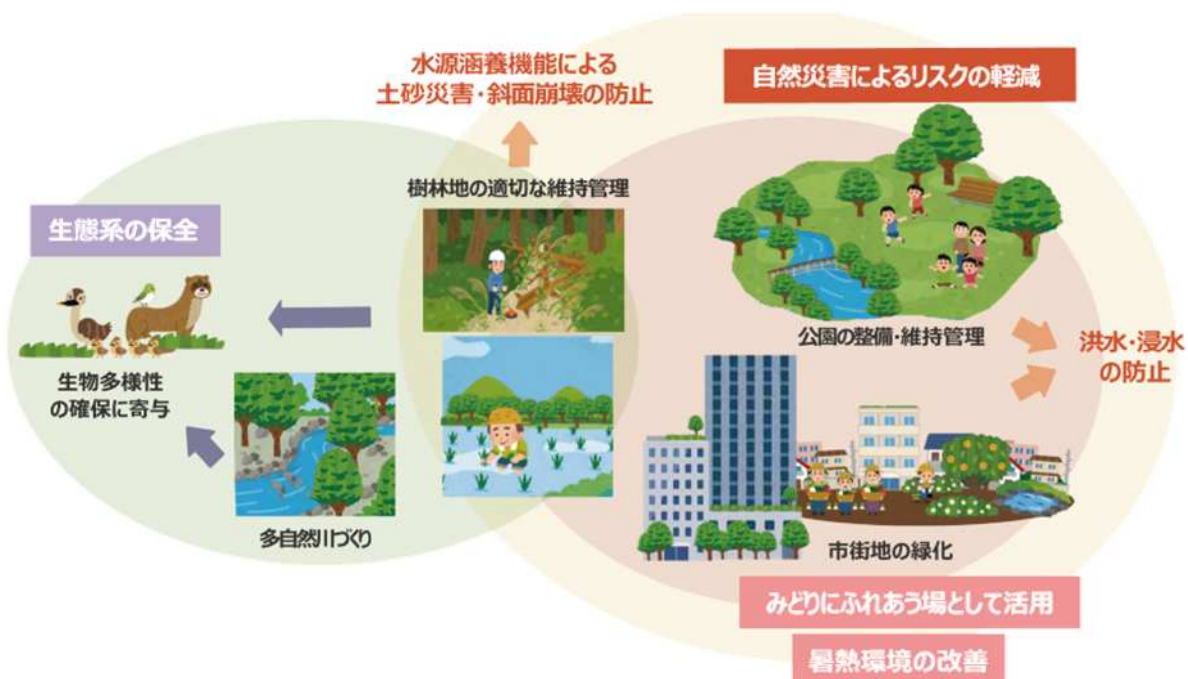 水源涵養機能による
土砂災害・斜面崩壊の防止
自然災害によるリスクの軽減
樹林地の適切な維持管理
生態系の保全
公園の整備・維持管理
洪水・浸水
の防止
生物多様性
の確保に寄与
多自然川づくり
市街地の緑化
みどりにふれあう場として活用
暑熱環境の改善